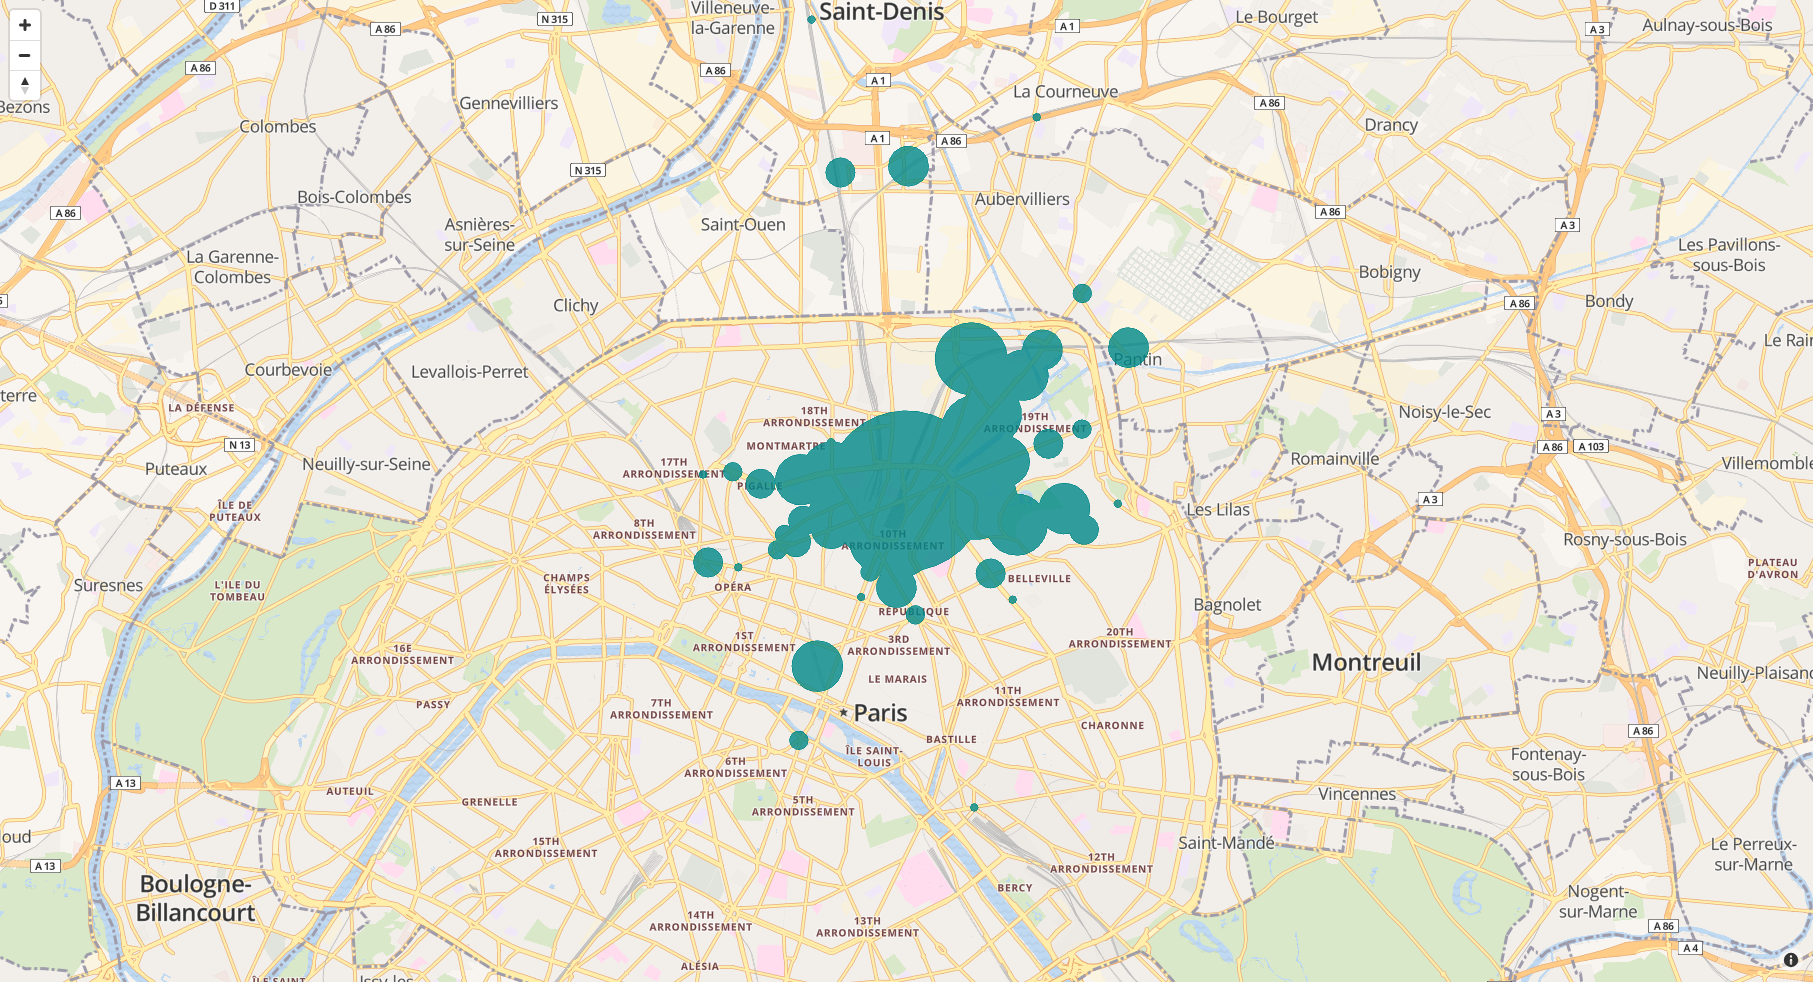 D 311
Villeneuve-
la-Garenne
Saint-Denis
N 315
A 86
A 1
Le Bourget
A 3
Aulnay-sous-Bois
A 86
A 86
A 1
La Courneuve
Bezons
Gennevilliers
A 86
Colombes
A 1
A 86
Drancy
N 315
Bois-Colombes
Aubervilliers
A 86
A 86
Asnières-
sur-Seine
Saint-Ouen
A 3
La Garenne-
Colombes
Les Pavillons-
sous-Bois
Bobigny
Clichy
A 86
Bondy
Le Rain
Courbevoie
Levallois-Perret
Pantin
terre
LA DÉFENSE
18TH
ARRONDISSEMENT
19TH
ARRONDISSEMENT
Noisy-le-Sec
A 3
N 13
MONTMARTRE
A 86
A 103
Puteaux
Neuilly-sur-Seine
17TH
ARRONDISSEMENT
PIGALLE
Romainville
Villemomble
ÎLE DE
PUTEAUX
A 3
Les Lilas
8TH
ARRONDISSEMENT
10TH
ARRONDISSEMENT
Rosny-sous-Bois
PLATEAU
D'AVRON
Suresnes
L'ILE DU
TOMBEAU
CHAMPS
ÉLYSÉES
OPÉRA
BELLEVILLE
RÉPUBLIQUE
Bagnolet
1ST
ARRONDISSEMENT
3RD
ARRONDISSEMENT
20TH
ARRONDISSEMENT
16E
ARRONDISSEMENT
Montreuil
LE MARAIS
Neuilly-Plaisanc
PASSY
7TH
ARRONDISSEMENT
11TH
ARRONDISSEMENT
Paris
CHARONNE
A 86
BASTILLE
ÎLE SAINT-
LOUIS
6TH
ARRONDISSEMENT
Fontenay-
sous-Bois
A 13
AUTEUIL
GRENELLE
5TH
ARRONDISSEMENT
Vincennes
loud
15TH
ARRONDISSEMENT
Saint-Mandé
Le Perreux-
sur-Marne
A 13
12TH
ARRONDISSEMENT
Boulogne-
Billancourt
BERCY
Nogent-
sur-Marne
14TH
ARRONDISSEMENT
13TH
ARRONDISSEMENT
A 86
A 4
ALÉSIA
ÎLE SAINT
Issy-les